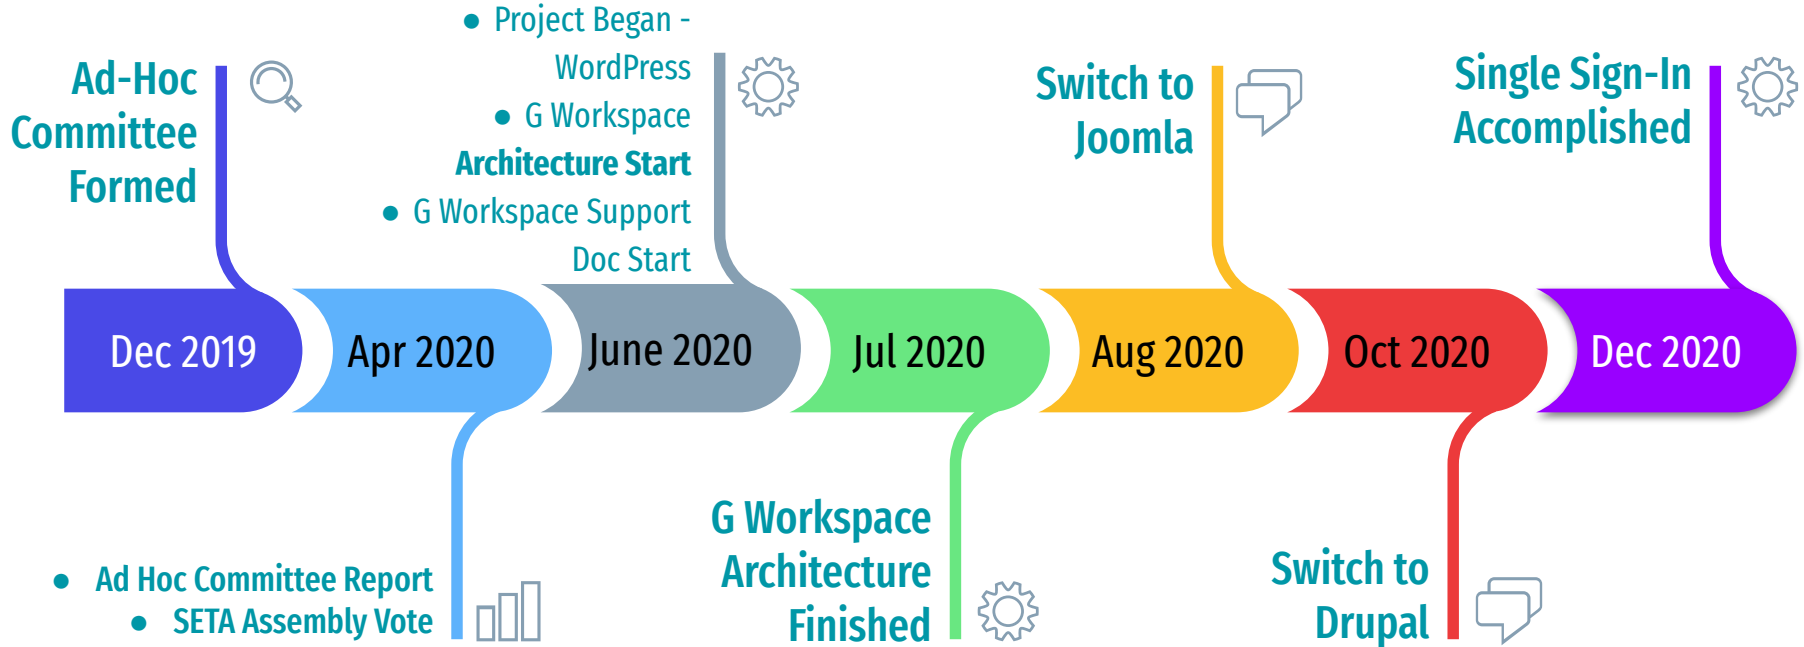 Ad-Hoc
Committee
Formed
● Project Began -
WordPress
● G Workspace
Architecture Start
● G Workspace Support
Doc Start
Switch to
Joomla
Single Sign-In
Accomplished
Dec 2019
Apr 2020
June 2020
Jul 2020
Aug 2020
Oct 2020
Dec 2020
● Ad Hoc Committee Report
● SETA Assembly Vote
G Workspace
Architecture
Finished
Switch to
Drupal